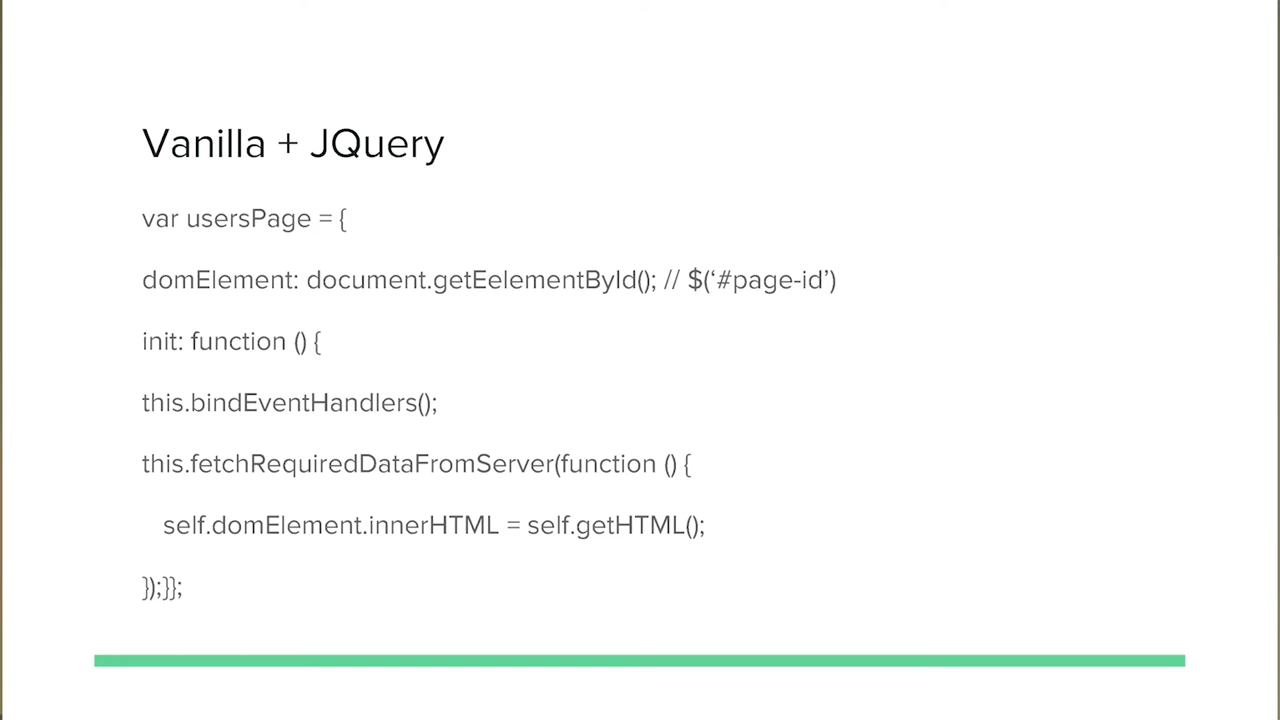 Vanilla + JQuery
var usersPage = {
domElement: document.getEelementById(); // $(‘#page-id’)
init: function () {
this.bindEventHandlers();
this.fetchRequiredDataFromServer(function () {
self.domElement.innerHTML = self.getHTML();
});}};